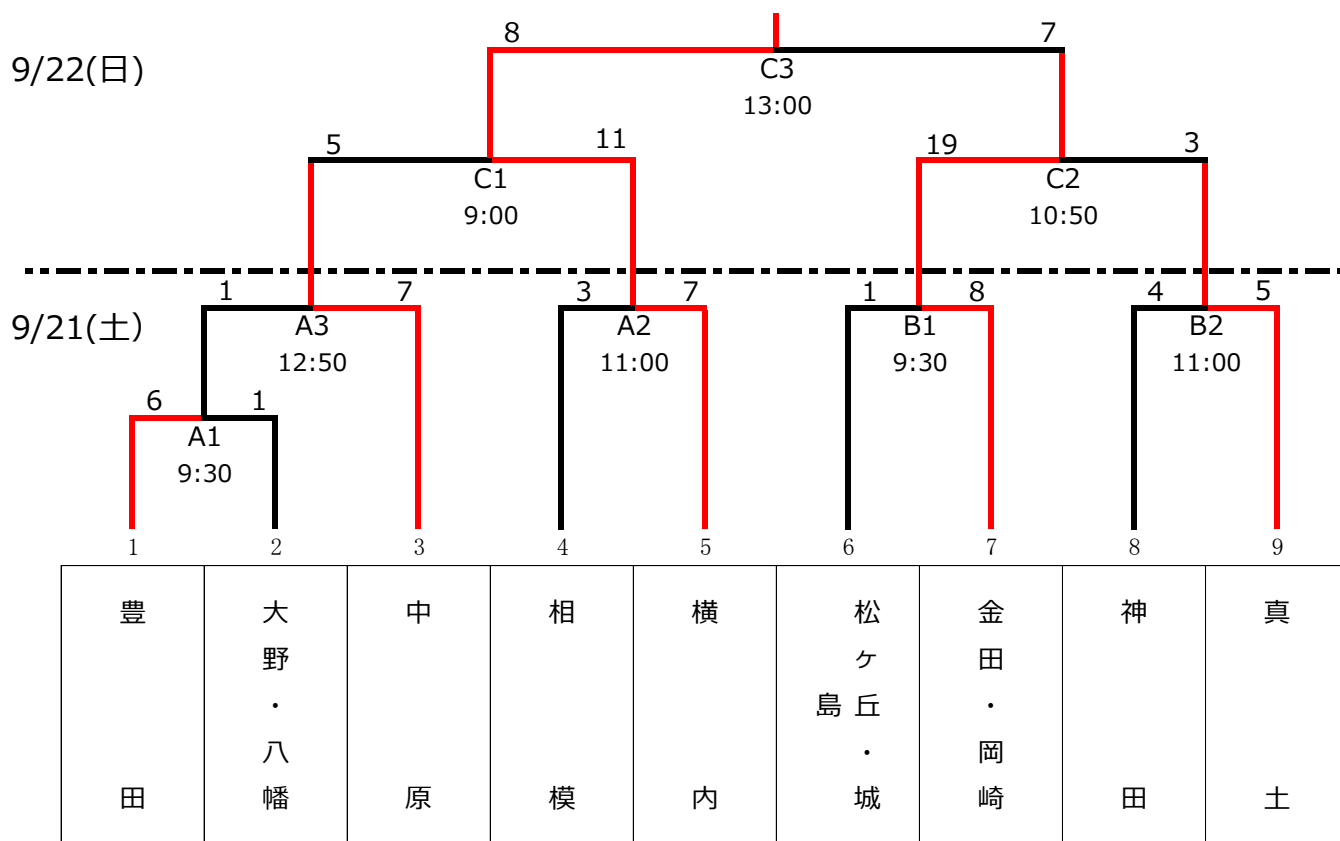 8 7
9/22(日)
C3
13:00
5 11 19 3
C1 C2
9:00 10:50
1 7 3 7 1 8 4 5
9/21(土）
A3 A2 B1 B2
12:50 11:00 9:30 11:00
6 1
A1
9:30
1 2 3 4 5 6 7 8 9
豊田
大野・八幡
中原
相模
横内
松ケ丘・城
島
金田・岡崎
神田
真土